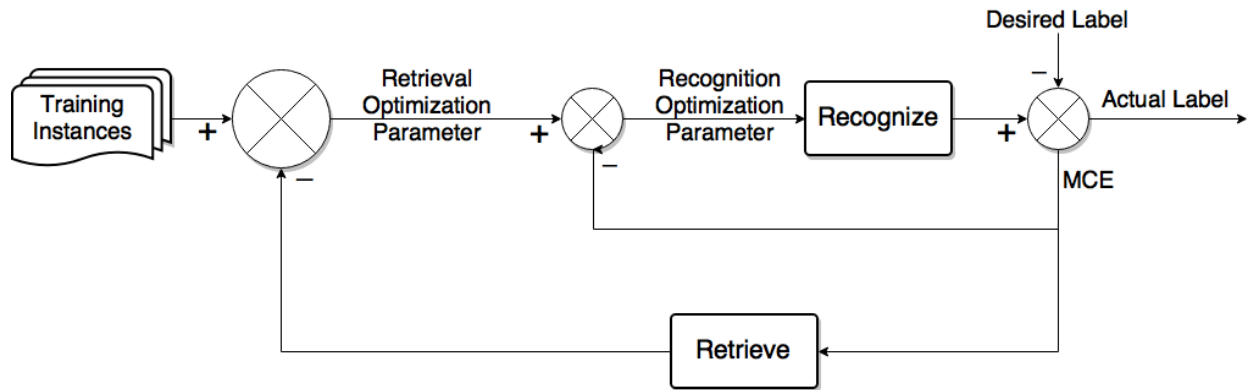 Desired Label
Training
Instances
+
−
Retrieval
Optimization
Parameter
+
−
Recognition
Optimization
Parameter
Recognize
+
−
Actual Label
MCE
Retrieve